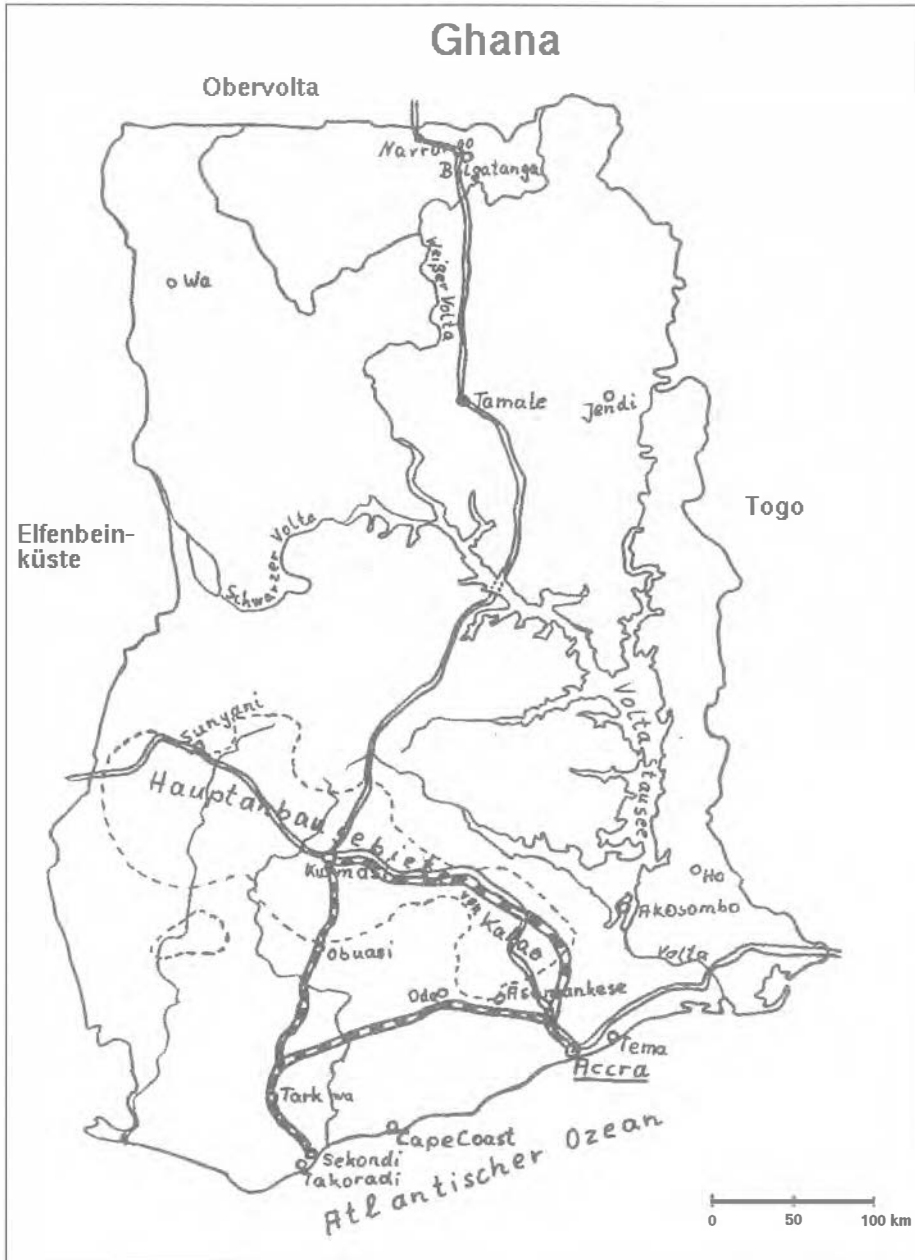 Ghana
Obervolta
Navrongo
Bolgatanga
Wa
Weißer Volta
Tamale
Jendi
Togo
Elfenbein-
küste
Schwarzer Volta
Volta Stausee
Sunyani
Hauptanbaugebiet von Kakao
Kumasi
Ho
Akosombo
Volta
Obuasi
Oda
Asamankese
Tema
Accra
Tarkwa
Cape Coast
Sekondi
Takoradi
Atlantischer Ozean
0 50 100 km